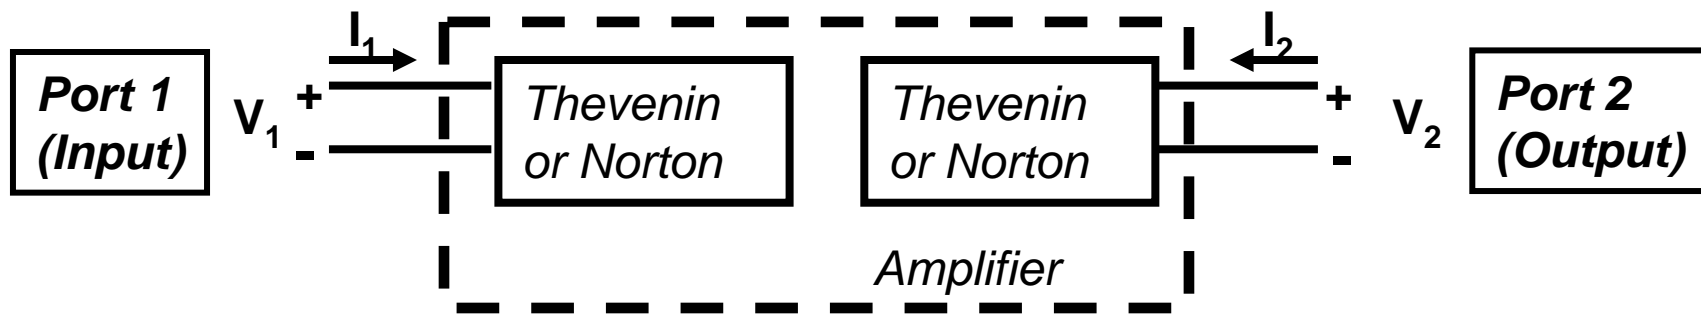 I1
I2
Port 1
(Input)
V1
+
-
Thevenin
or Norton
Thevenin
or Norton
+
-
V2
Port 2
(Output)
Amplifier